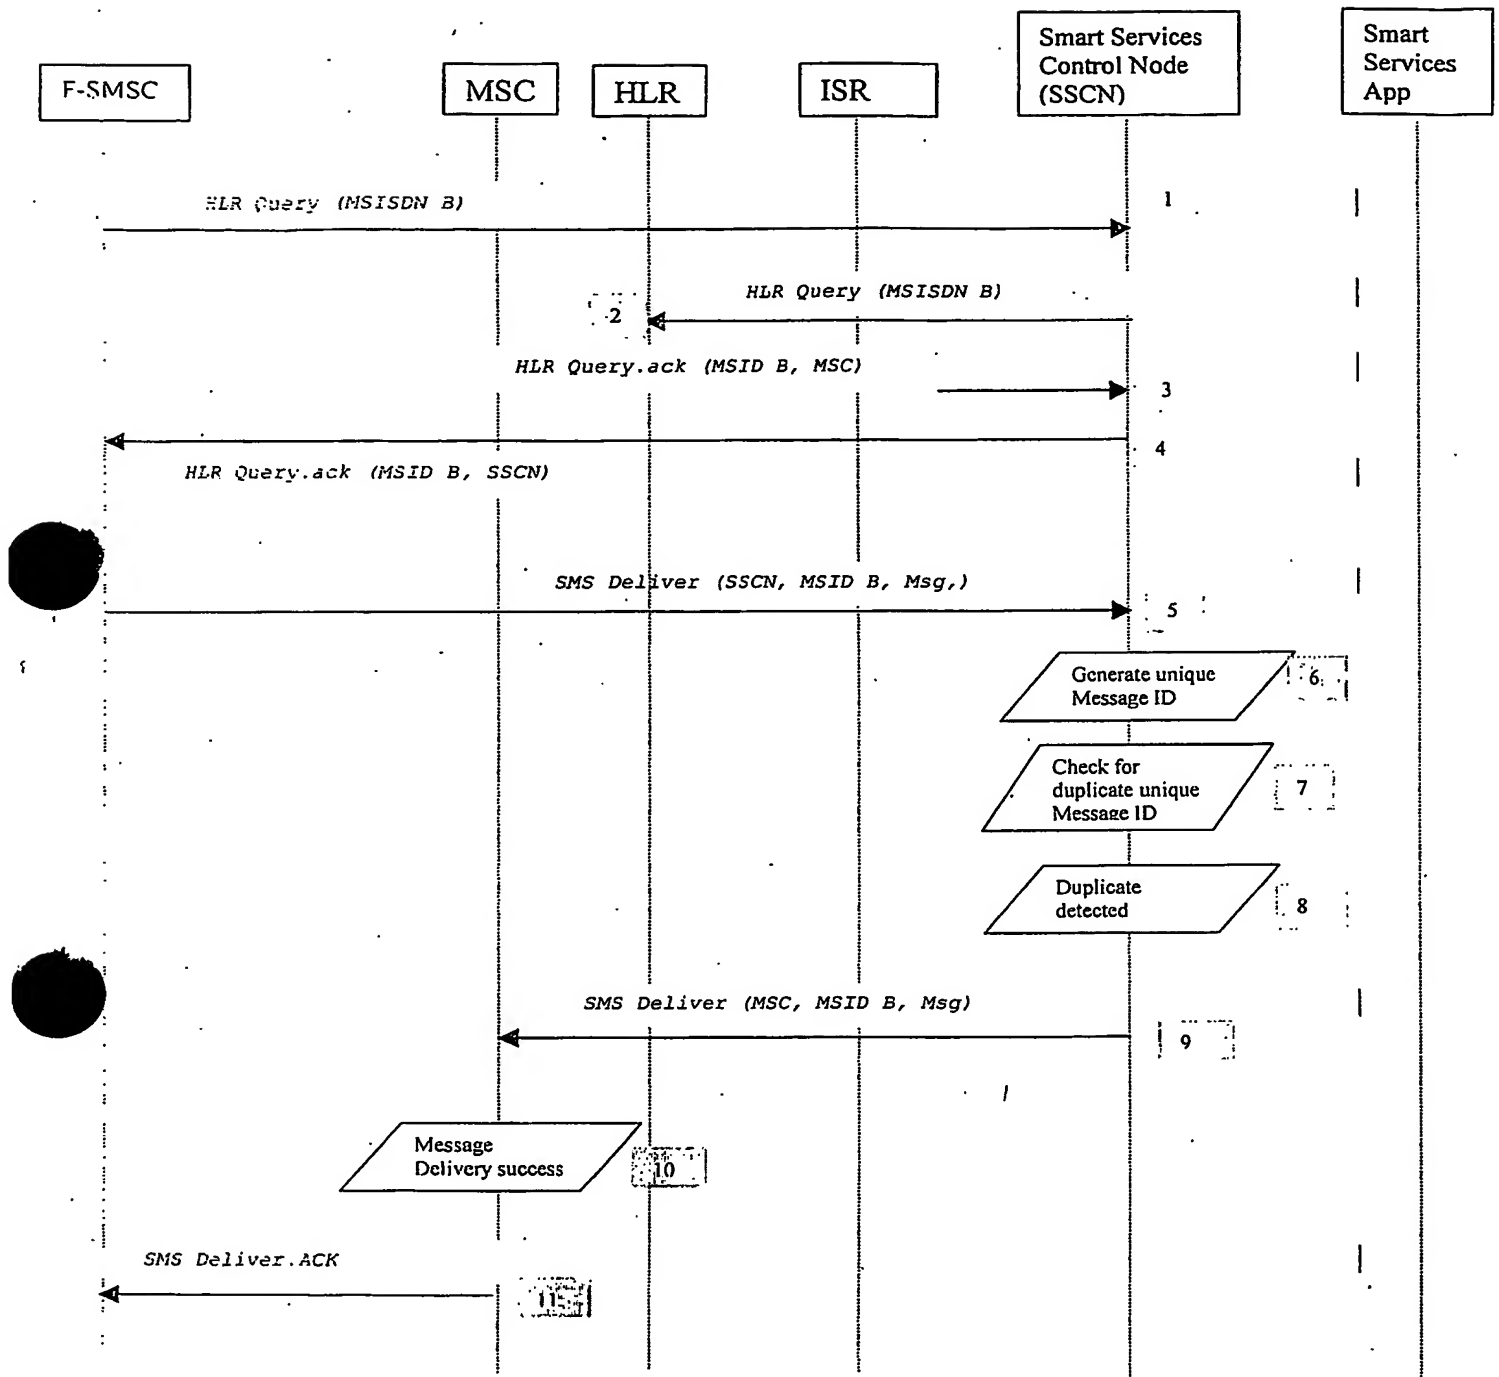 F-SMSC
MSC
HLR
ISR
Smart Services
Control Node
(SSCN)
Smart
Services
App
HLR Query (MSISDN B)
1
HLR Query (MSISDN B)
2
HLR Query.ack (MSID B, MSC)
3
4
HLR Query.ack (MSID B, SSCN)
SMS Deliver (SSCN, MSID B, Msg,)
5
Generate unique
Message ID
6
Check for
duplicate unique
Message ID
7
Duplicate
detected
8
SMS Deliver (MSC, MSID B, Msg)
9
Message
Delivery success
10
SMS Deliver.ACK
11